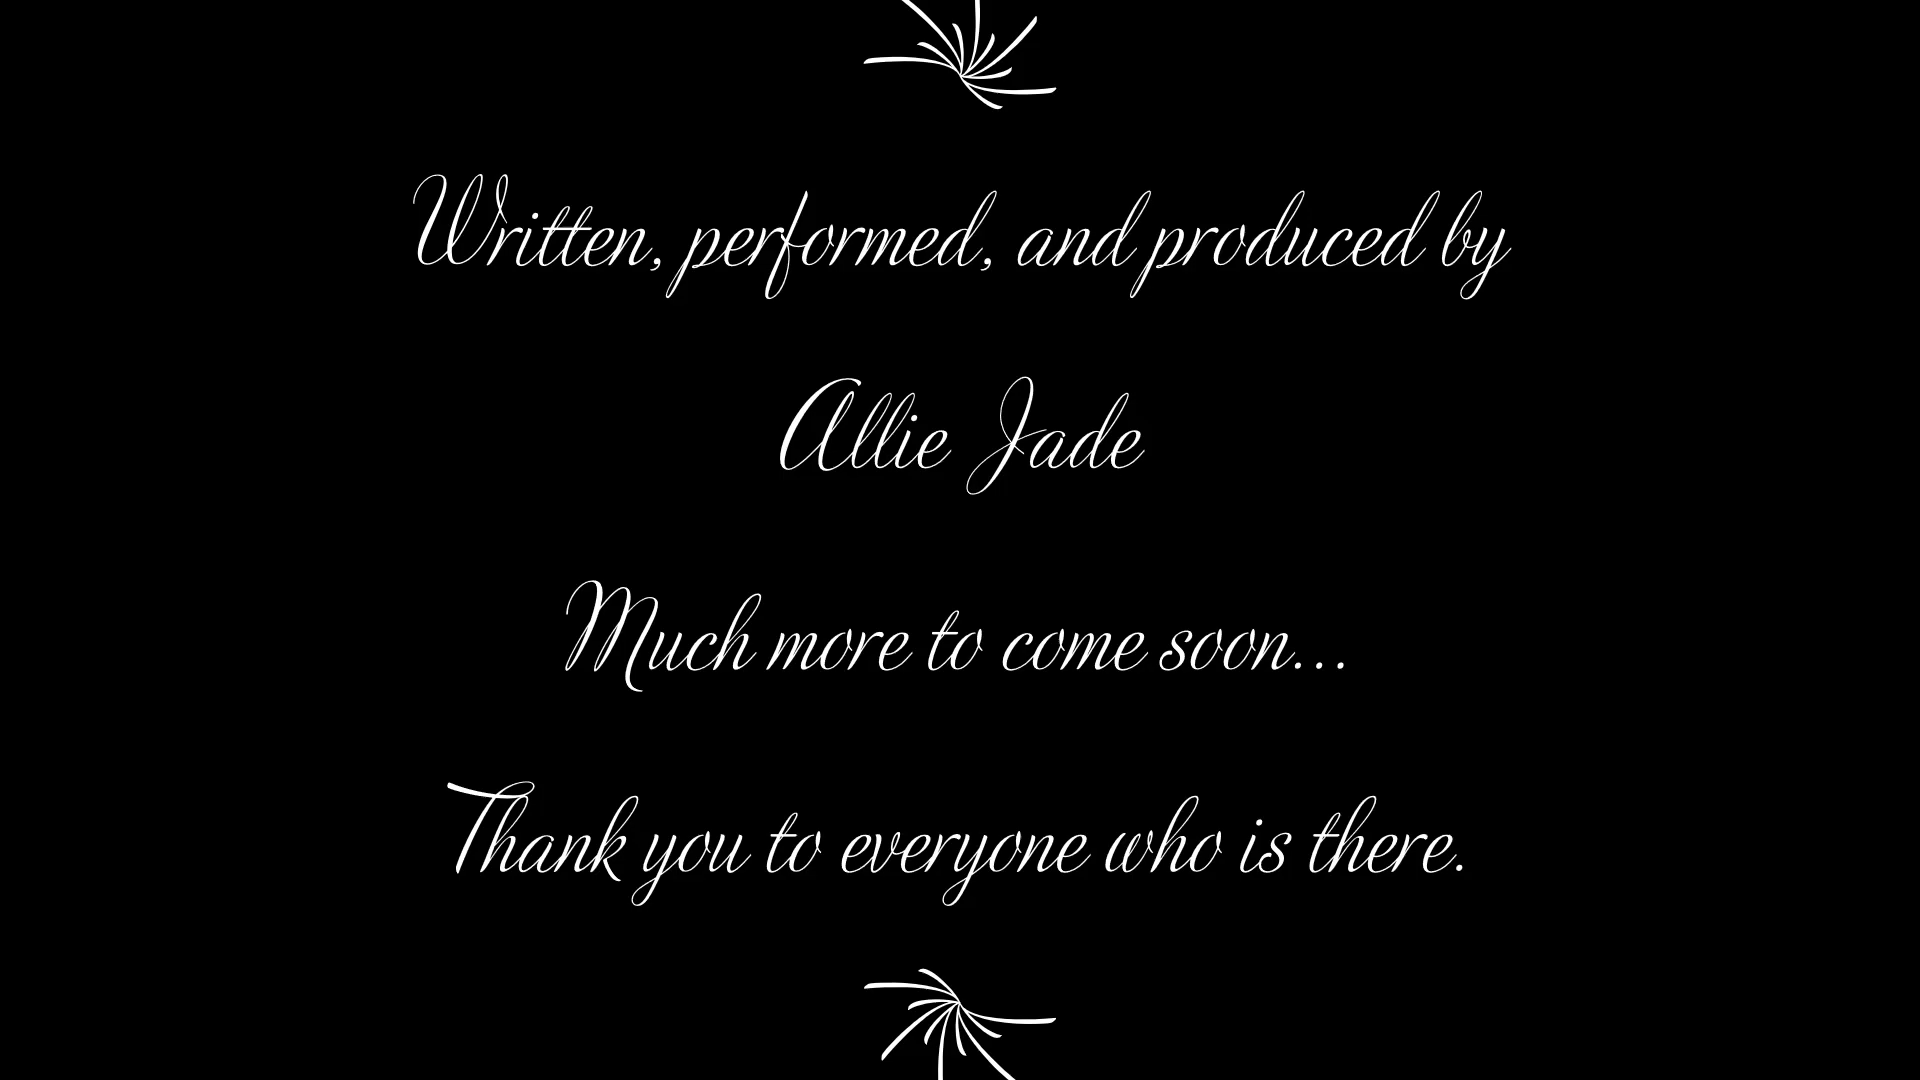 Written, performed, and produced by
Allie Jade
Much more to come soon...
Thank you to everyone who is there.